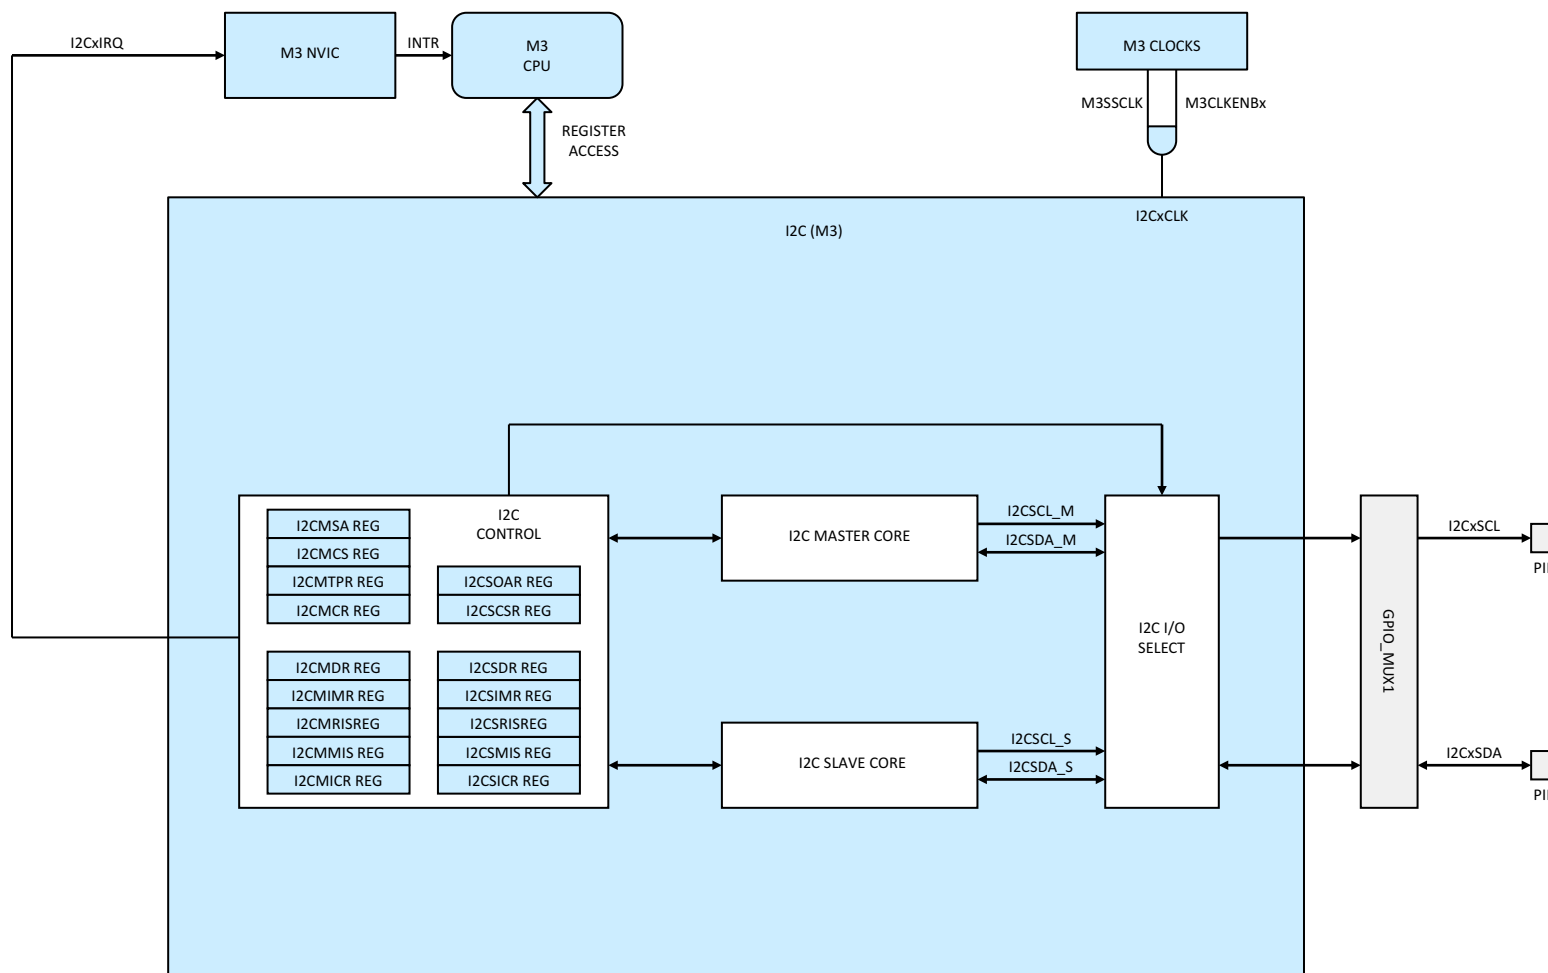 I2CxIRQ
M3 NVIC
INTR
M3
CPU
M3 CLOCKS
M3SSCLK
M3CLKENBx
REGISTER
ACCESS
I2CxCLK
I2C (M3)
I2C
CONTROL
I2CMSA REG
I2CMCS REG
I2CMTPR REG
I2CMCR REG
I2CSOAR REG
I2CSCSR REG
I2CMDR REG
I2CMIMR REG
I2CMRISREG
I2CMMIS REG
I2CMICR REG
I2CSDR REG
I2CSIMR REG
I2CSRISREG
I2CSMIS REG
I2CSICR REG
I2C MASTER CORE
I2CSCL_M
I2CSDA_M
I2C SLAVE CORE
I2CSCL_S
I2CSDA_S
I2C I/O
SELECT
GPIO_MUX1
I2CxSCL
I2CxSDA